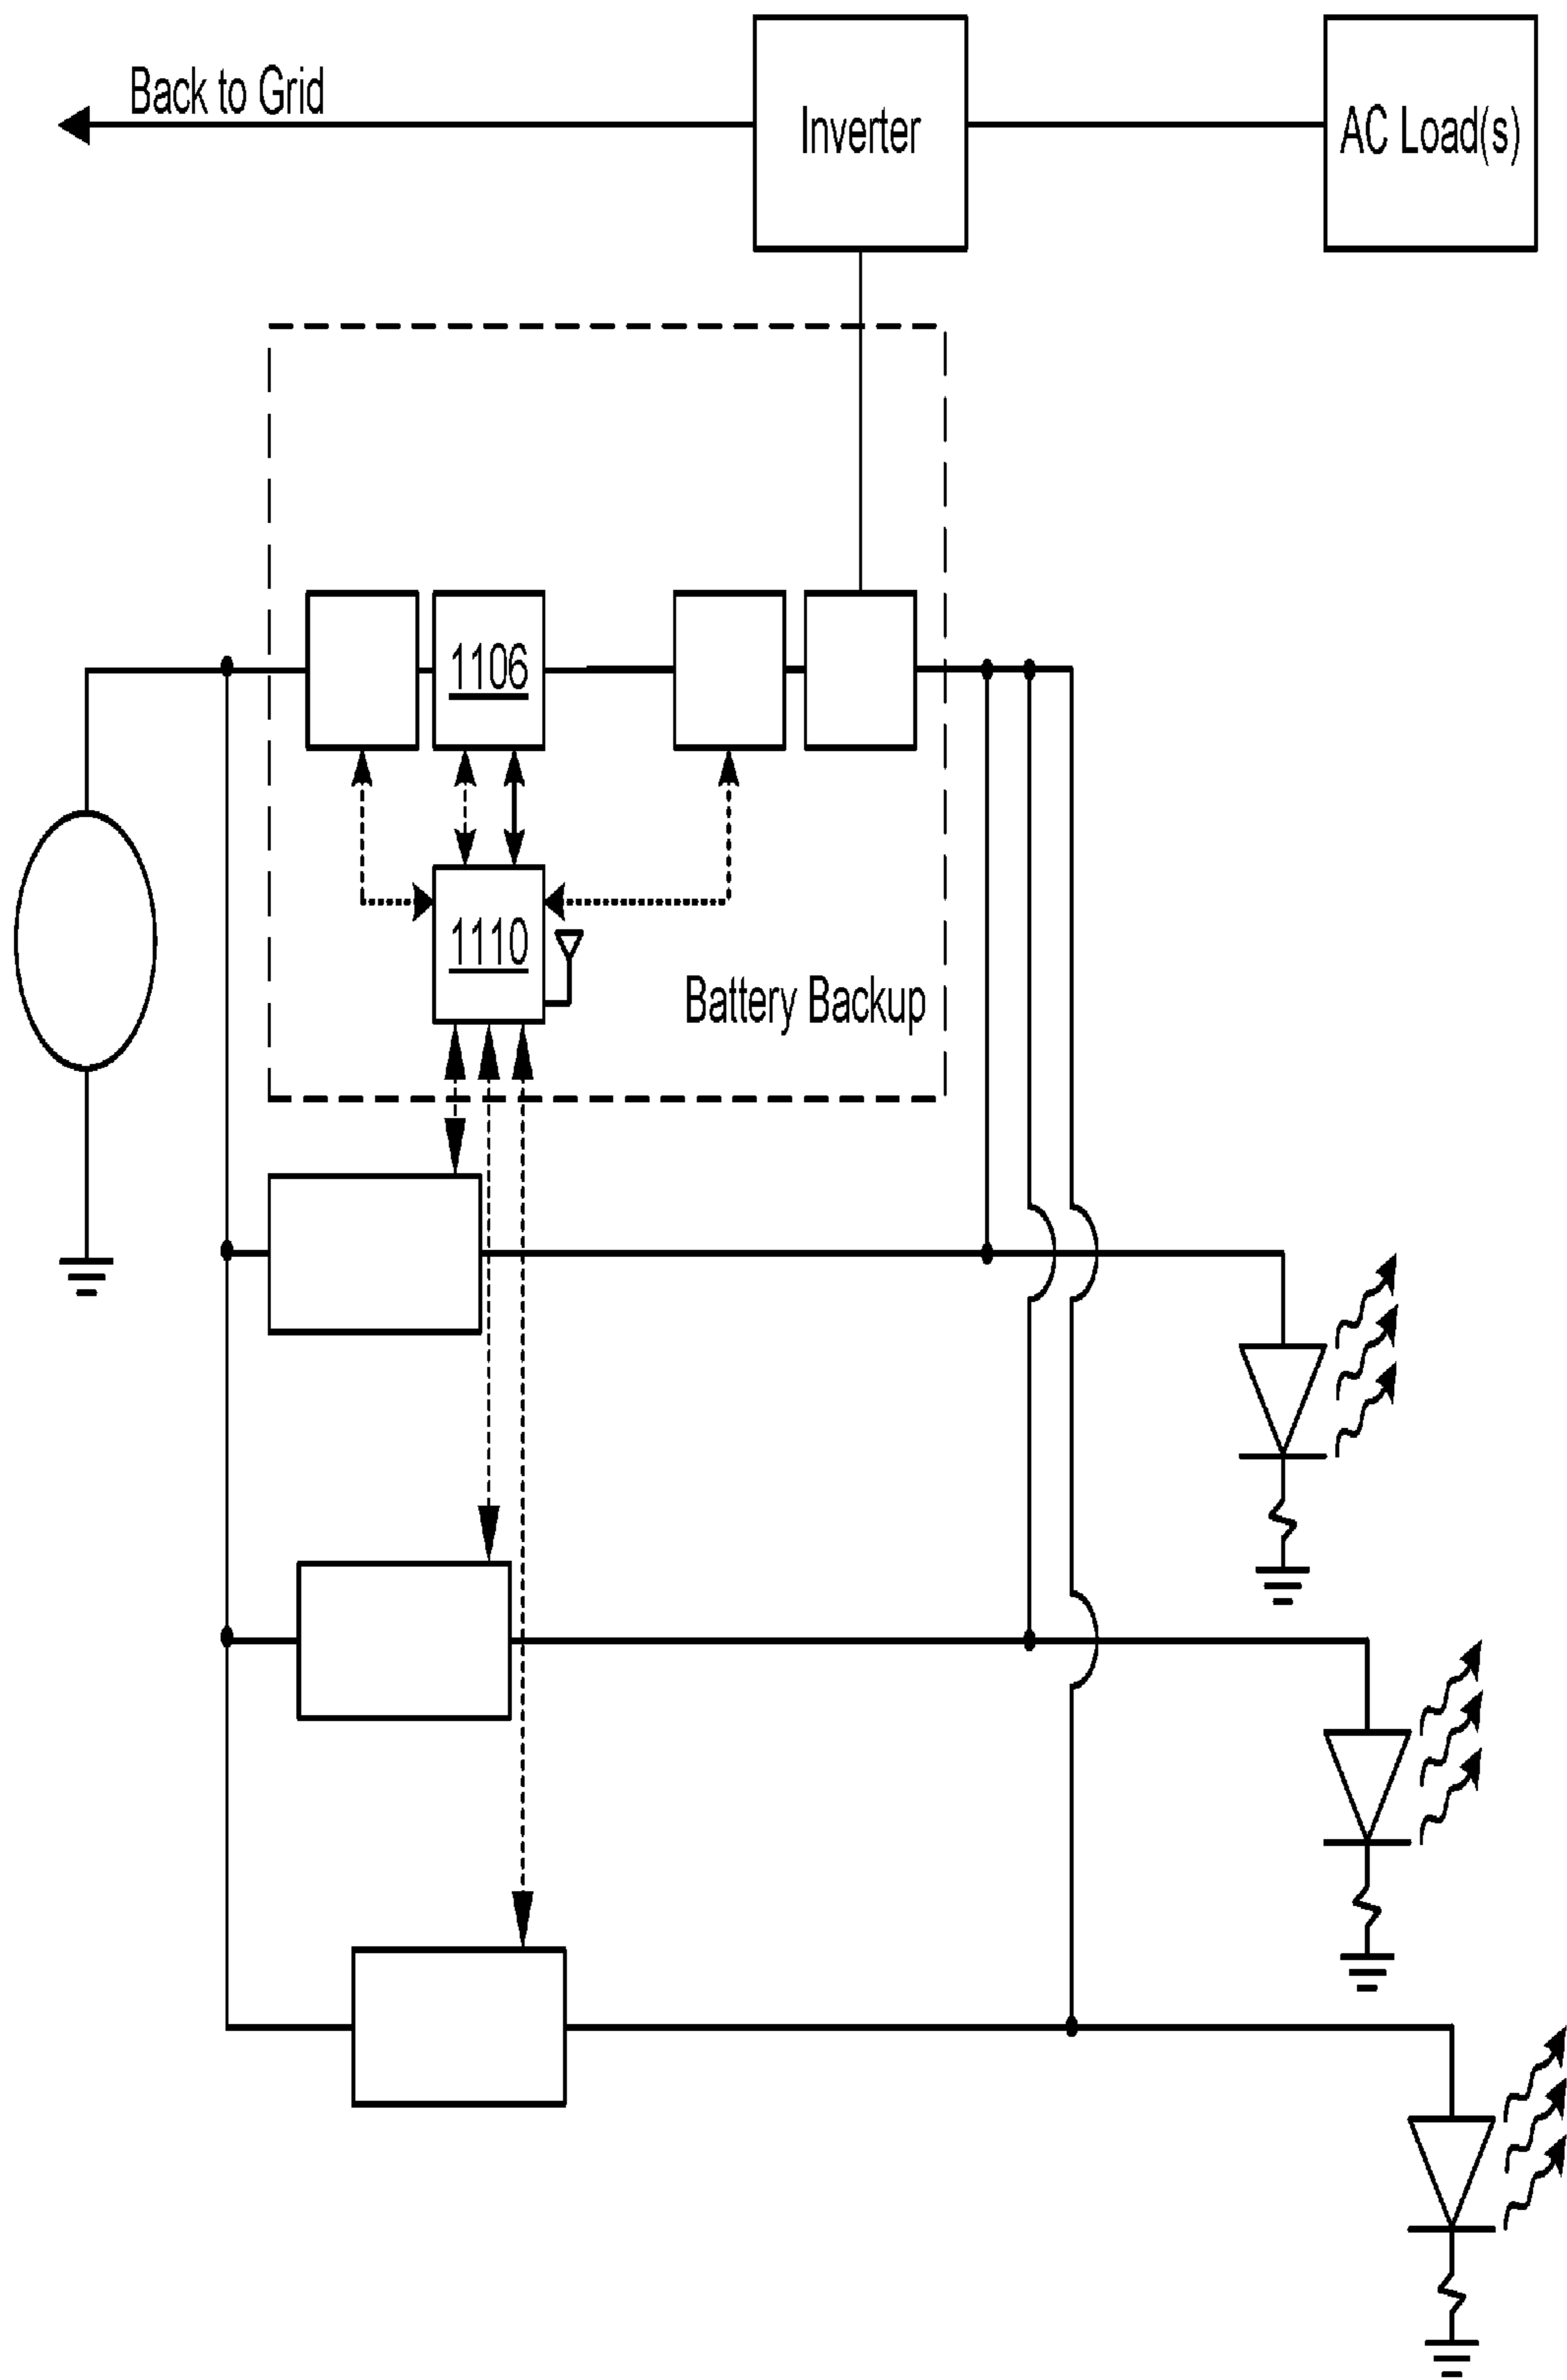 Back to Grid
Inverter
AC Load(s)
1106
1110
Battery Backup